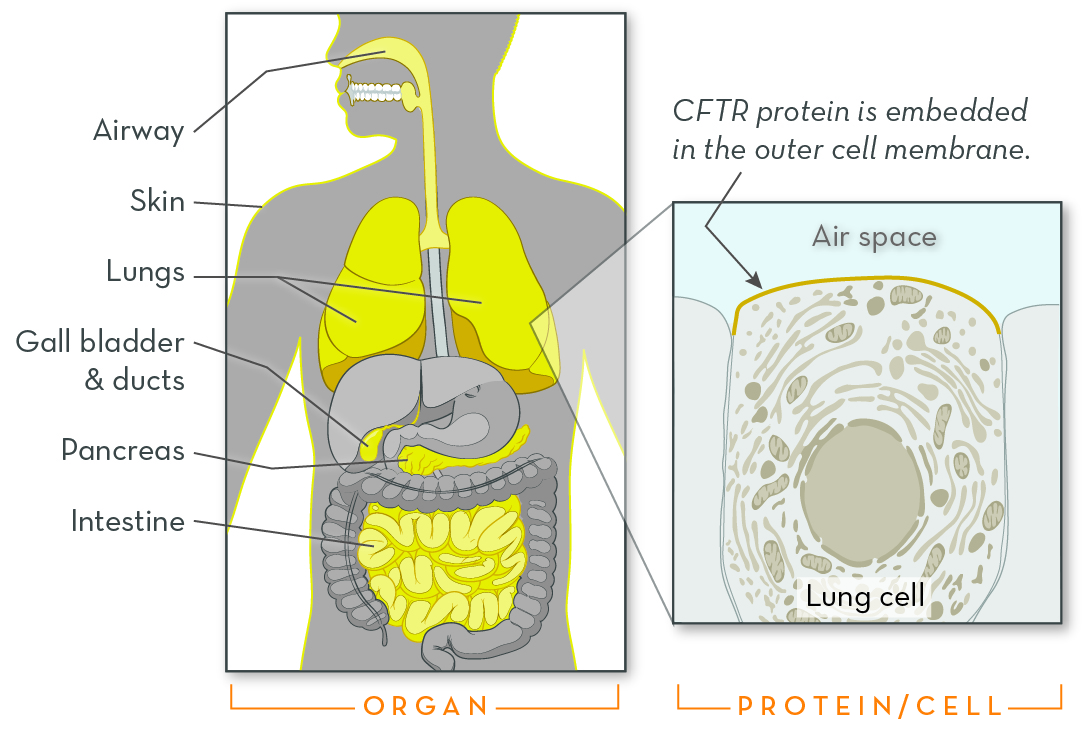 Airway
Skin
Lungs
Gall bladder
& ducts
Pancreas
Intestine
ORGAN
CFTR protein is embedded
in the outer cell membrane.
Air space
Lung cell
PROTEIN/CELL